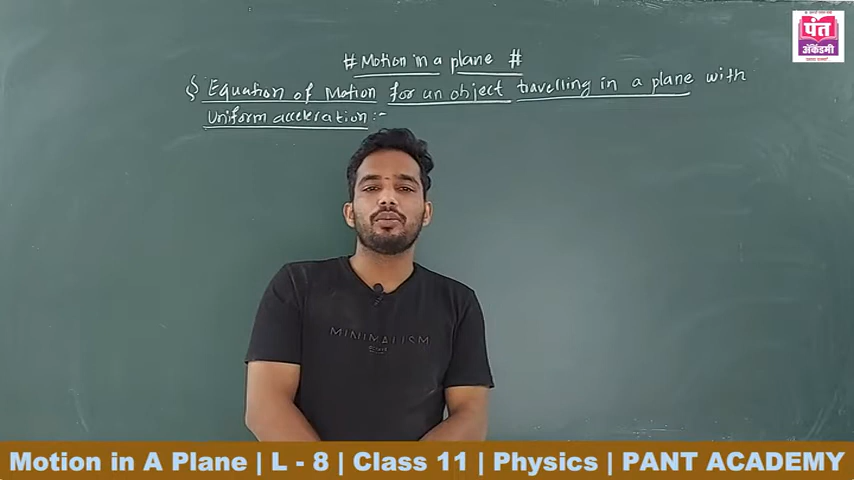 # Motion in a plane #
§ Equation of Motion for an object travelling in a plane with
Uniform acceleration :-
पंत
अ‍ॅकॅडमी
MINIMALISM
Motion in A Plane | L - 8 | Class 11 | Physics | PANT ACADEMY